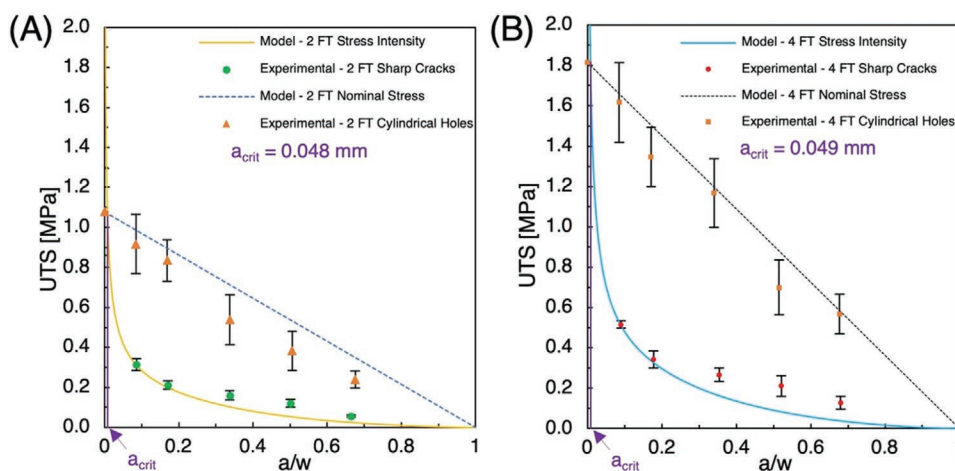 (A)
UTS [MPa]
2.0
1.8
1.6
1.4
1.2
1.0
0.8
0.6
0.4
0.2
0.0
Model - 2 FT Stress Intensity
Experimental - 2 FT Sharp Cracks
Model - 2 FT Nominal Stress
Experimental - 2 FT Cylindrical Holes
a_crit = 0.048 mm
0 0.2 0.4 0.6 0.8 1
a_crit
a/w
(B)
UTS [MPa]
2.0
1.8
1.6
1.4
1.2
1.0
0.8
0.6
0.4
0.2
0.0
Model - 4 FT Stress Intensity
Experimental - 4 FT Sharp Cracks
Model - 4 FT Nominal Stress
Experimental - 4 FT Cylindrical Holes
a_crit = 0.049 mm
0 0.2 0.4 0.6 0.8 1
a_crit
a/w